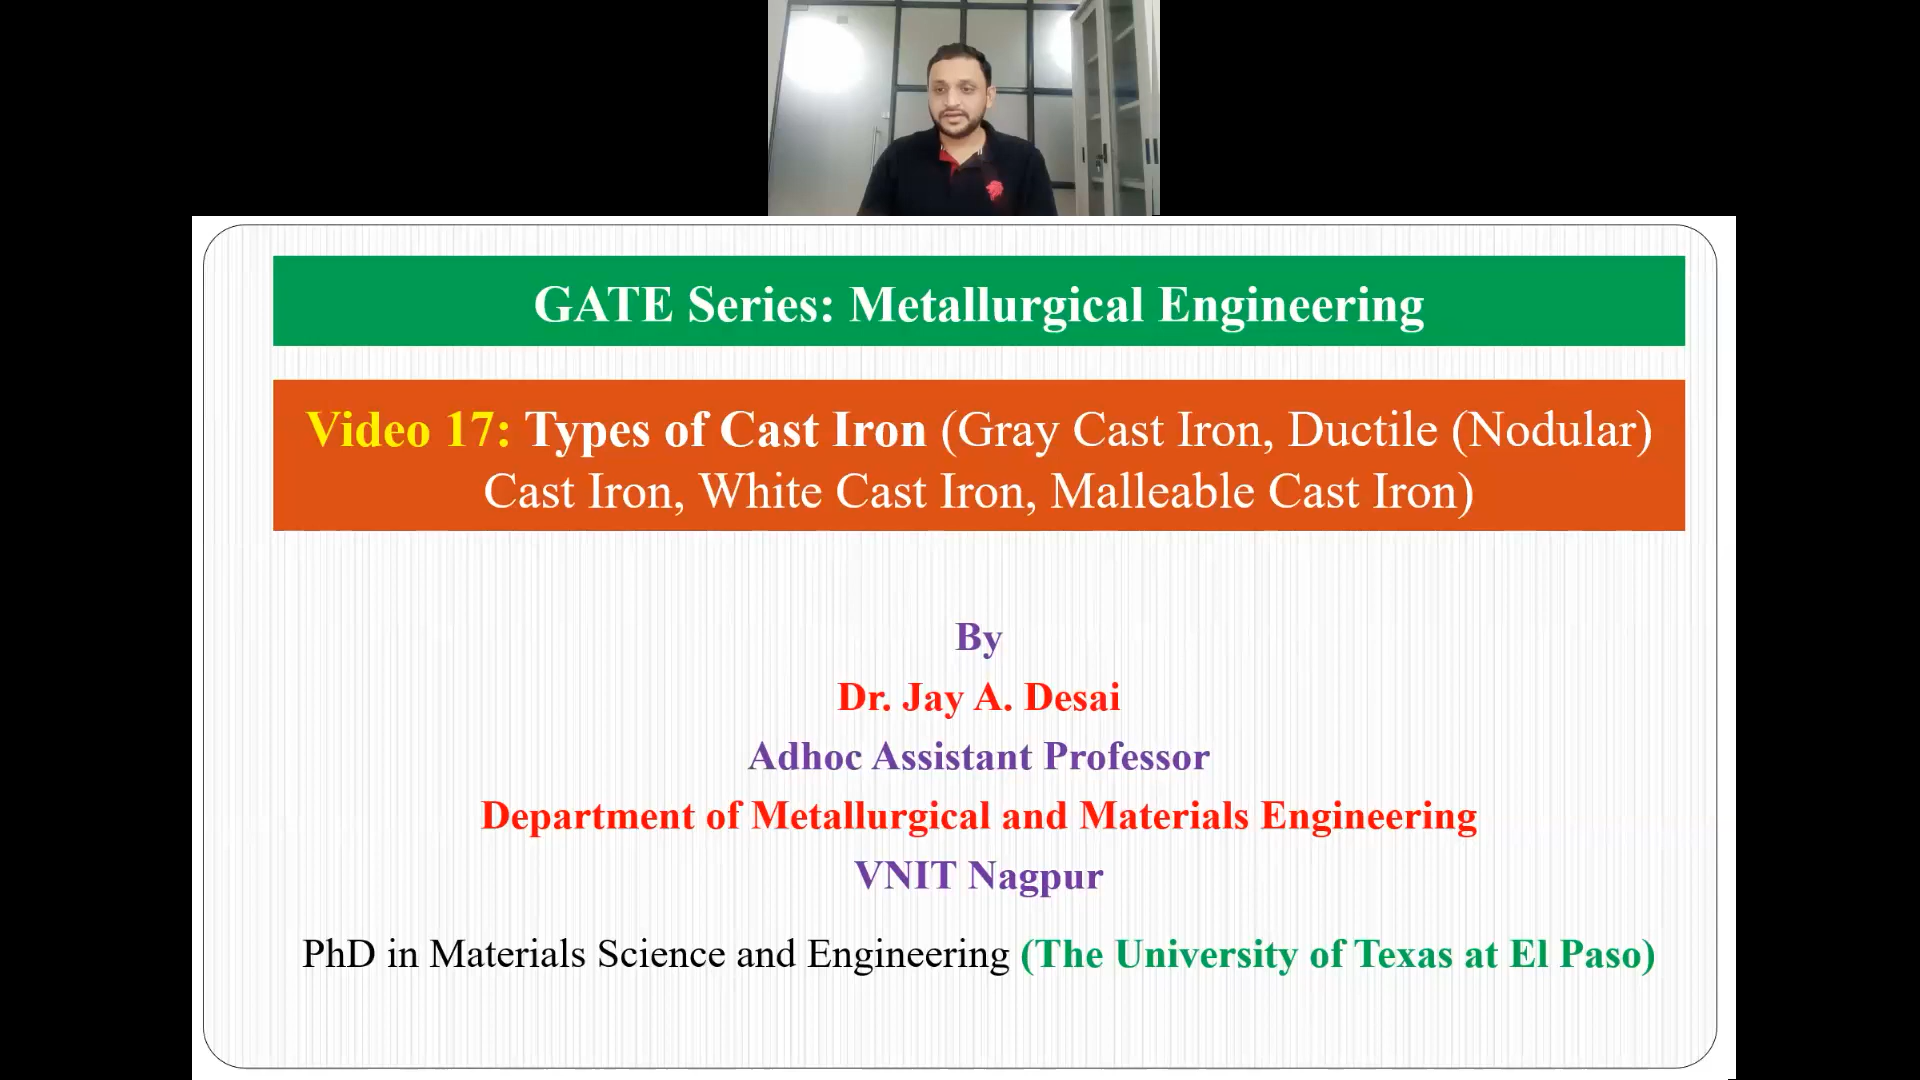 GATE Series: Metallurgical Engineering
Video 17: Types of Cast Iron (Gray Cast Iron, Ductile (Nodular)
Cast Iron, White Cast Iron, Malleable Cast Iron)
By
Dr. Jay A. Desai
Adhoc Assistant Professor
Department of Metallurgical and Materials Engineering
VNIT Nagpur
PhD in Materials Science and Engineering (The University of Texas at El Paso)